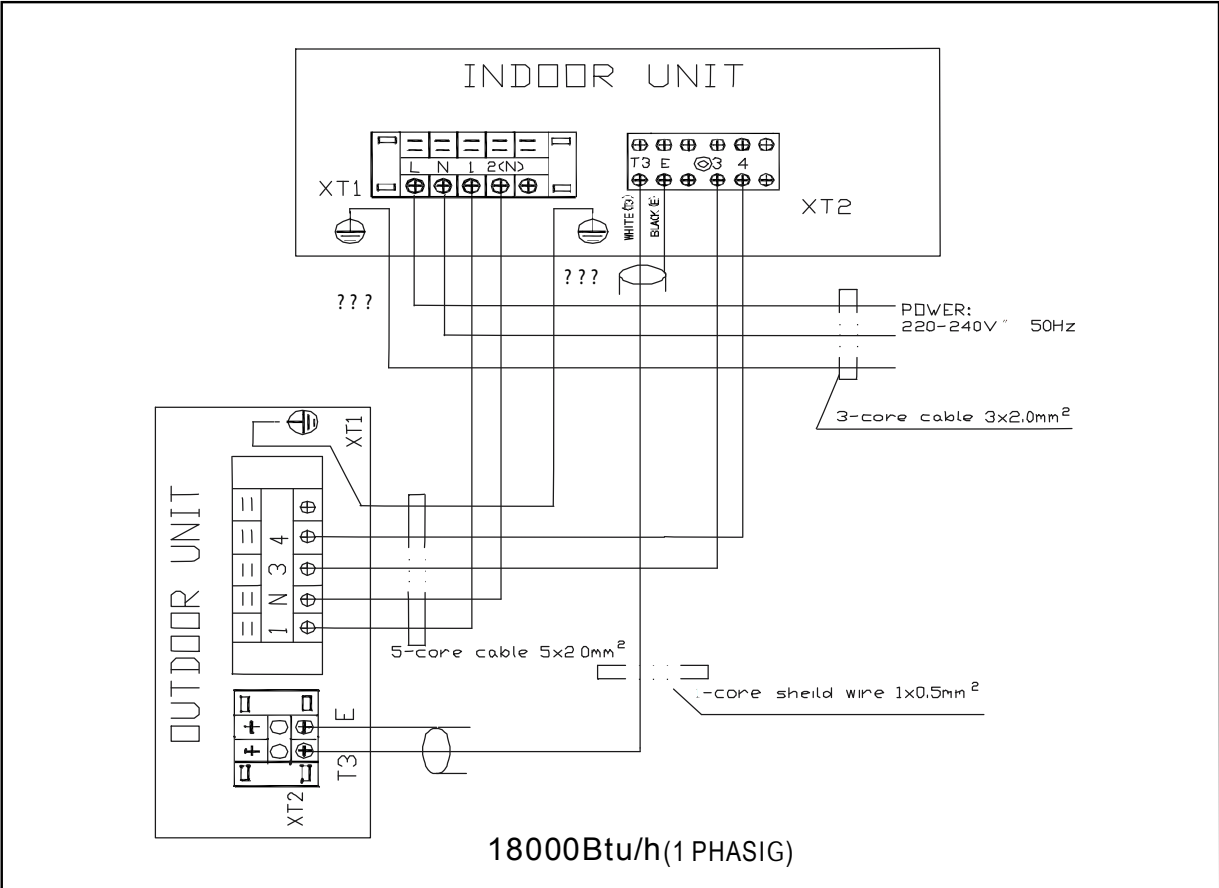 INDOOR UNIT
L N 1 2(N)
T3 E 3 4
XT1
XT2
WHITE(T3)
BLACK(E)
???
???
POWER:
220-240V~ 50Hz
3-core cable 3x2.0mm²
XT1
OUTDOOR UNIT
1 N 3 4
5-core cable 5x2 0mm²
-core sheild wire 1x0.5mm²
T3 E
XT2
18000Btu/h(1 PHASIG)